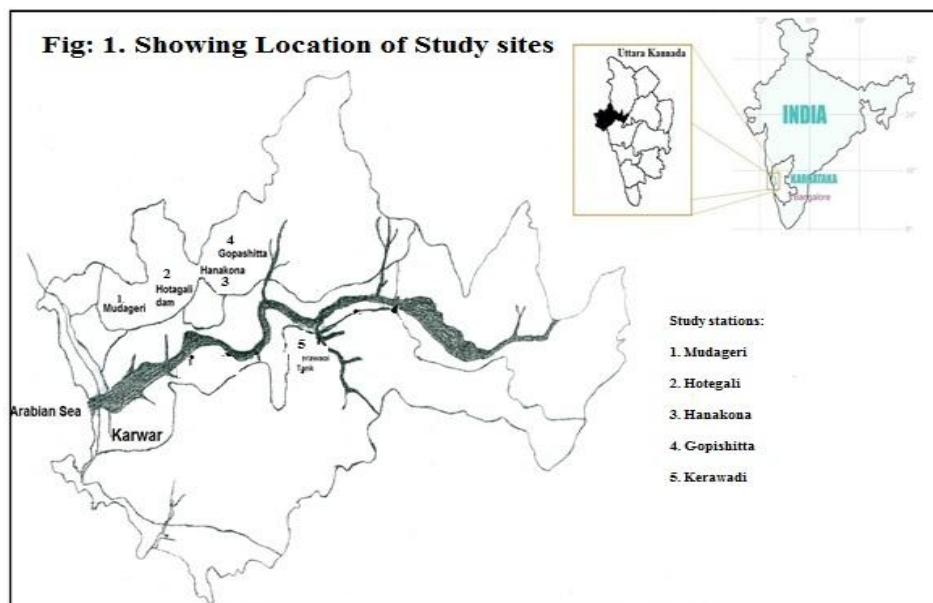 Fig: 1. Showing Location of Study sites
Uttara Kannada
INDIA
KARNATAKA
Bangalore
4
Gopashitta
2
Hanakona
Hotagali
3
dam
1
Mudageri
5
Tank
Arabian Sea
Karwar
Study stations:
1. Mudageri
2. Hotegali
3. Hanakona
4. Gopishitta
5. Kerawadi